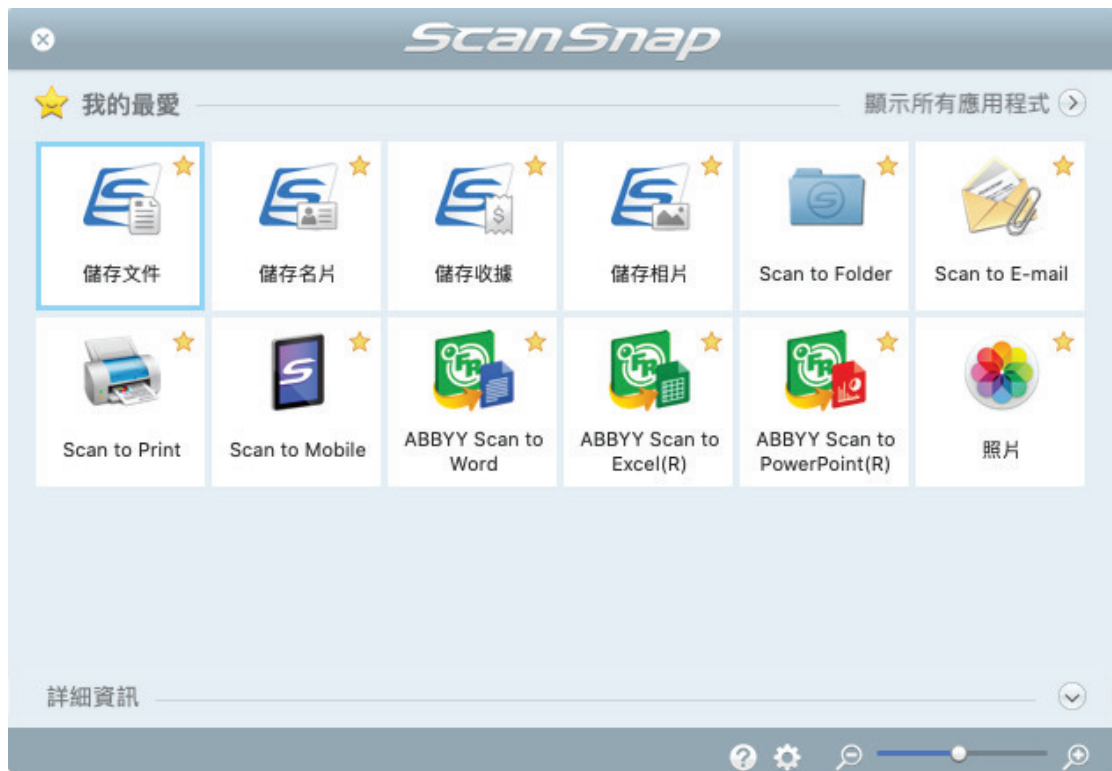 ScanSnap
我的最愛
顯示所有應用程式
儲存文件
儲存名片
儲存收據
儲存相片
Scan to Folder
Scan to E-mail
Scan to Print
Scan to Mobile
ABBYY Scan to
Word
ABBYY Scan to
Excel(R)
ABBYY Scan to
PowerPoint(R)
照片
詳細資訊